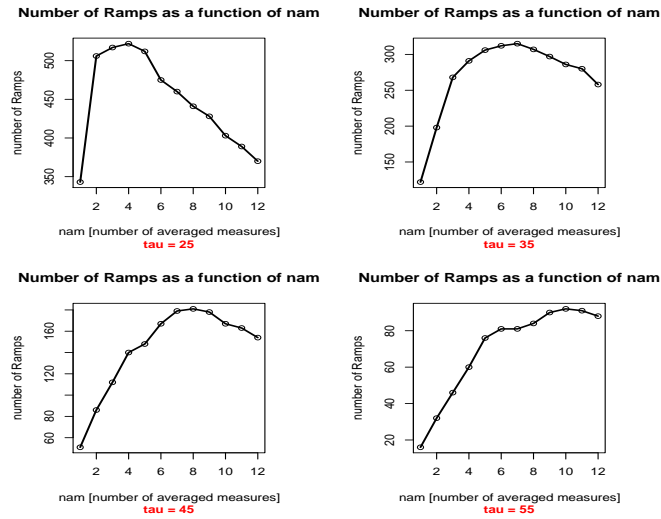 Number of Ramps as a function of nam
number of Ramps
350
400
450
500
2 4 6 8 10 12
nam [number of averaged measures]
tau = 25
Number of Ramps as a function of nam
number of Ramps
150
200
250
300
2 4 6 8 10 12
nam [number of averaged measures]
tau = 35
Number of Ramps as a function of nam
number of Ramps
60
80
120
160
2 4 6 8 10 12
nam [number of averaged measures]
tau = 45
Number of Ramps as a function of nam
number of Ramps
20
40
60
80
2 4 6 8 10 12
nam [number of averaged measures]
tau = 55